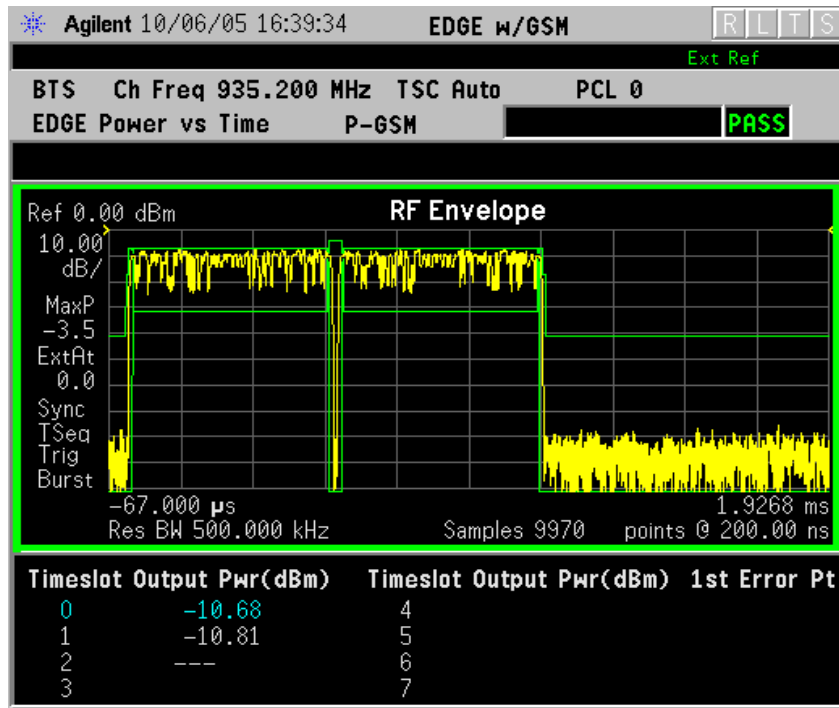 Agilent 10/06/05 16:39:34 EDGE w/GSM R L T S
Ext Ref
BTS Ch Freq 935.200 MHz TSC Auto PCL 0
EDGE Power vs Time P-GSM PASS
Ref 0.00 dBm RF Envelope
10.00
dB/
MaxP
-3.5
ExtAt
0.0
Sync
TSeq
Trig
Burst
-67.000 µs 1.9268 ms
Res BW 500.000 kHz Samples 9970 points @ 200.00 ns
Timeslot Output Pwr(dBm) Timeslot Output Pwr(dBm) 1st Error Pt
0 -10.68 4
1 -10.81 5
2 --- 6
3 7